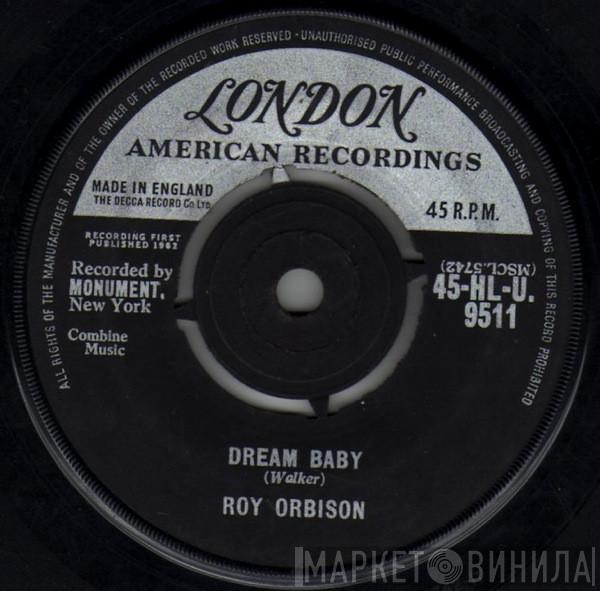 ALL RIGHTS OF THE MANUFACTURER AND OF THE OWNER OF THE RECORDED WORK RESERVED · UNAUTHORISED PUBLIC PERFORMANCE BROADCASTING AND COPYING OF THIS RECORD PROHIBITED
LONDON
AMERICAN RECORDINGS
MADE IN ENGLAND
THE DECCA RECORD Co Ltd.
45 R.P.M.
RECORDING FIRST
PUBLISHED 1962
Recorded by
MONUMENT,
New York
Combine
Music
(MSCL.5742)
45-HL-U.
9511
DREAM BABY
(Walker)
ROY ORBISON
МАРКЕТ ВИНИЛА